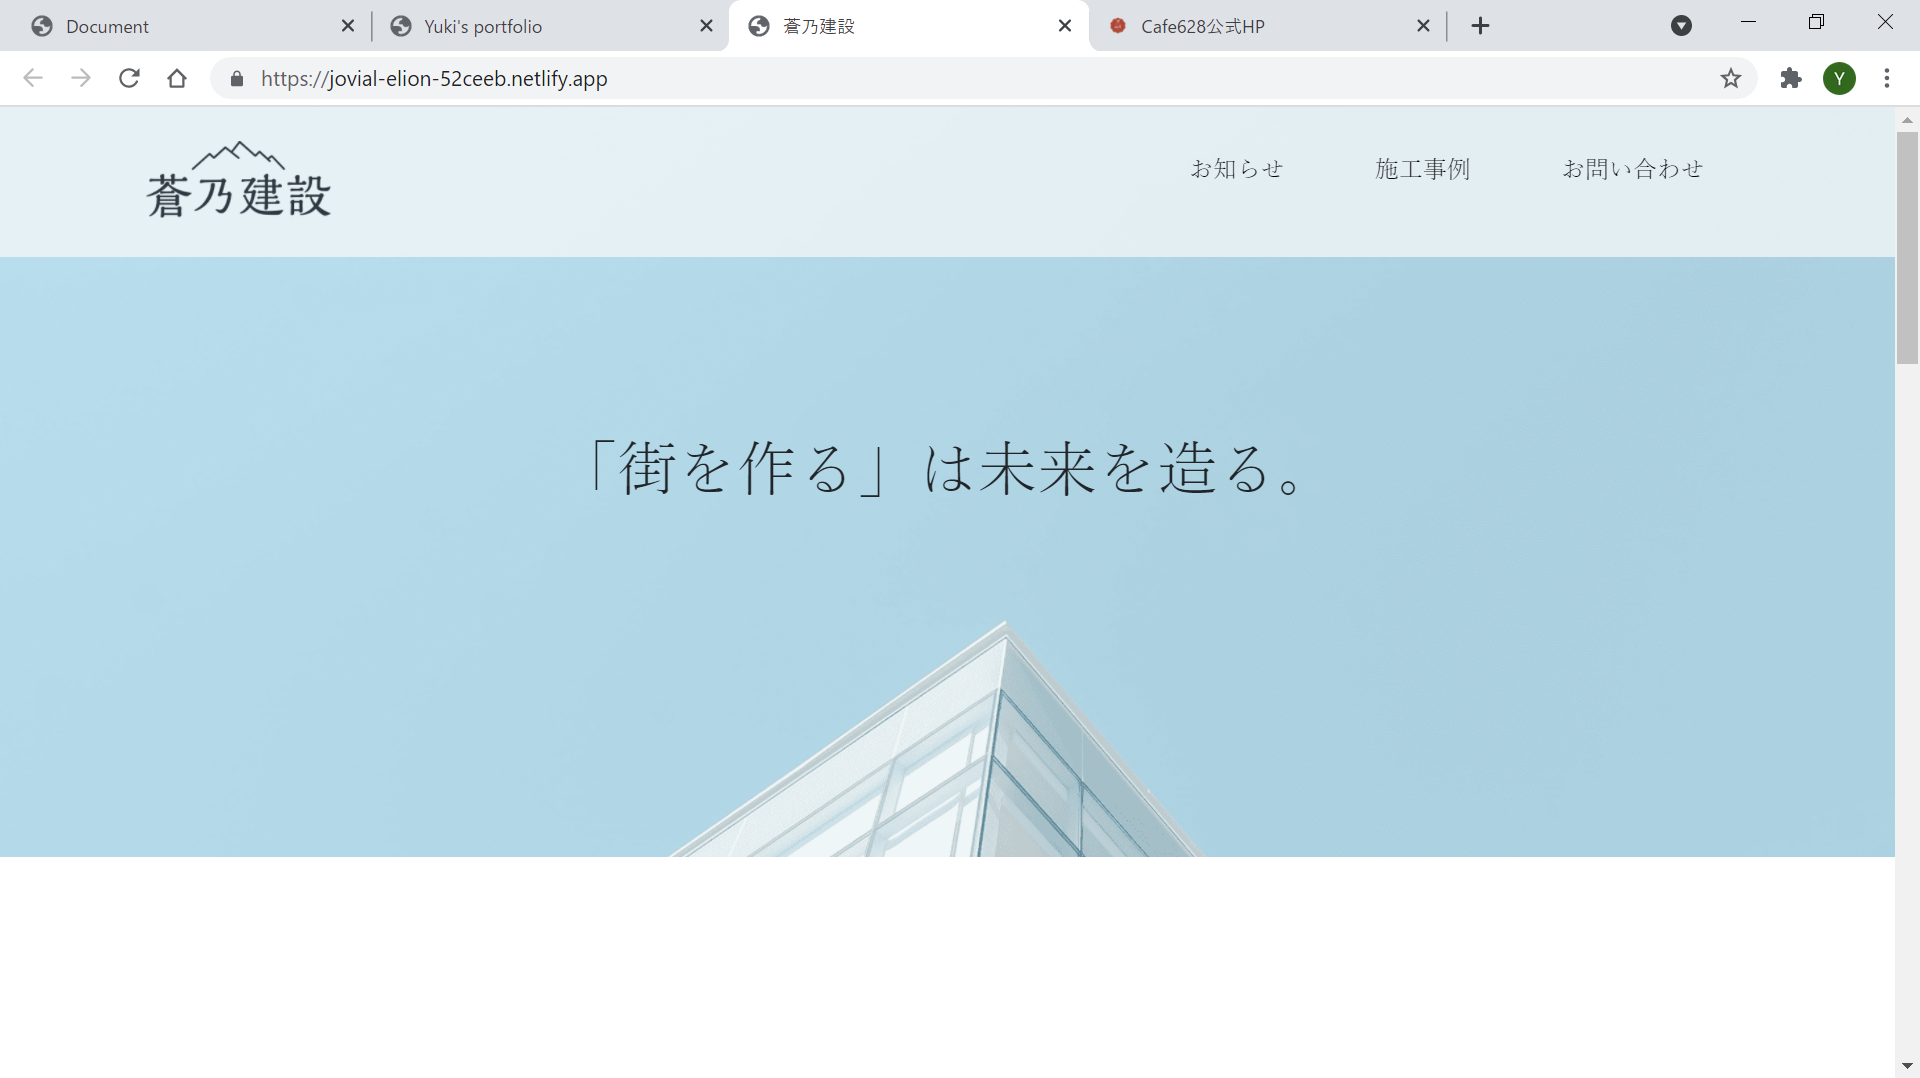 Document
Yuki's portfolio
蒼乃建設
Cafe628公式HP
https://jovial-elion-52ceeb.netlify.app
Y
蒼乃建設
お知らせ
施工事例
お問い合わせ
「街を作る」は未来を造る。